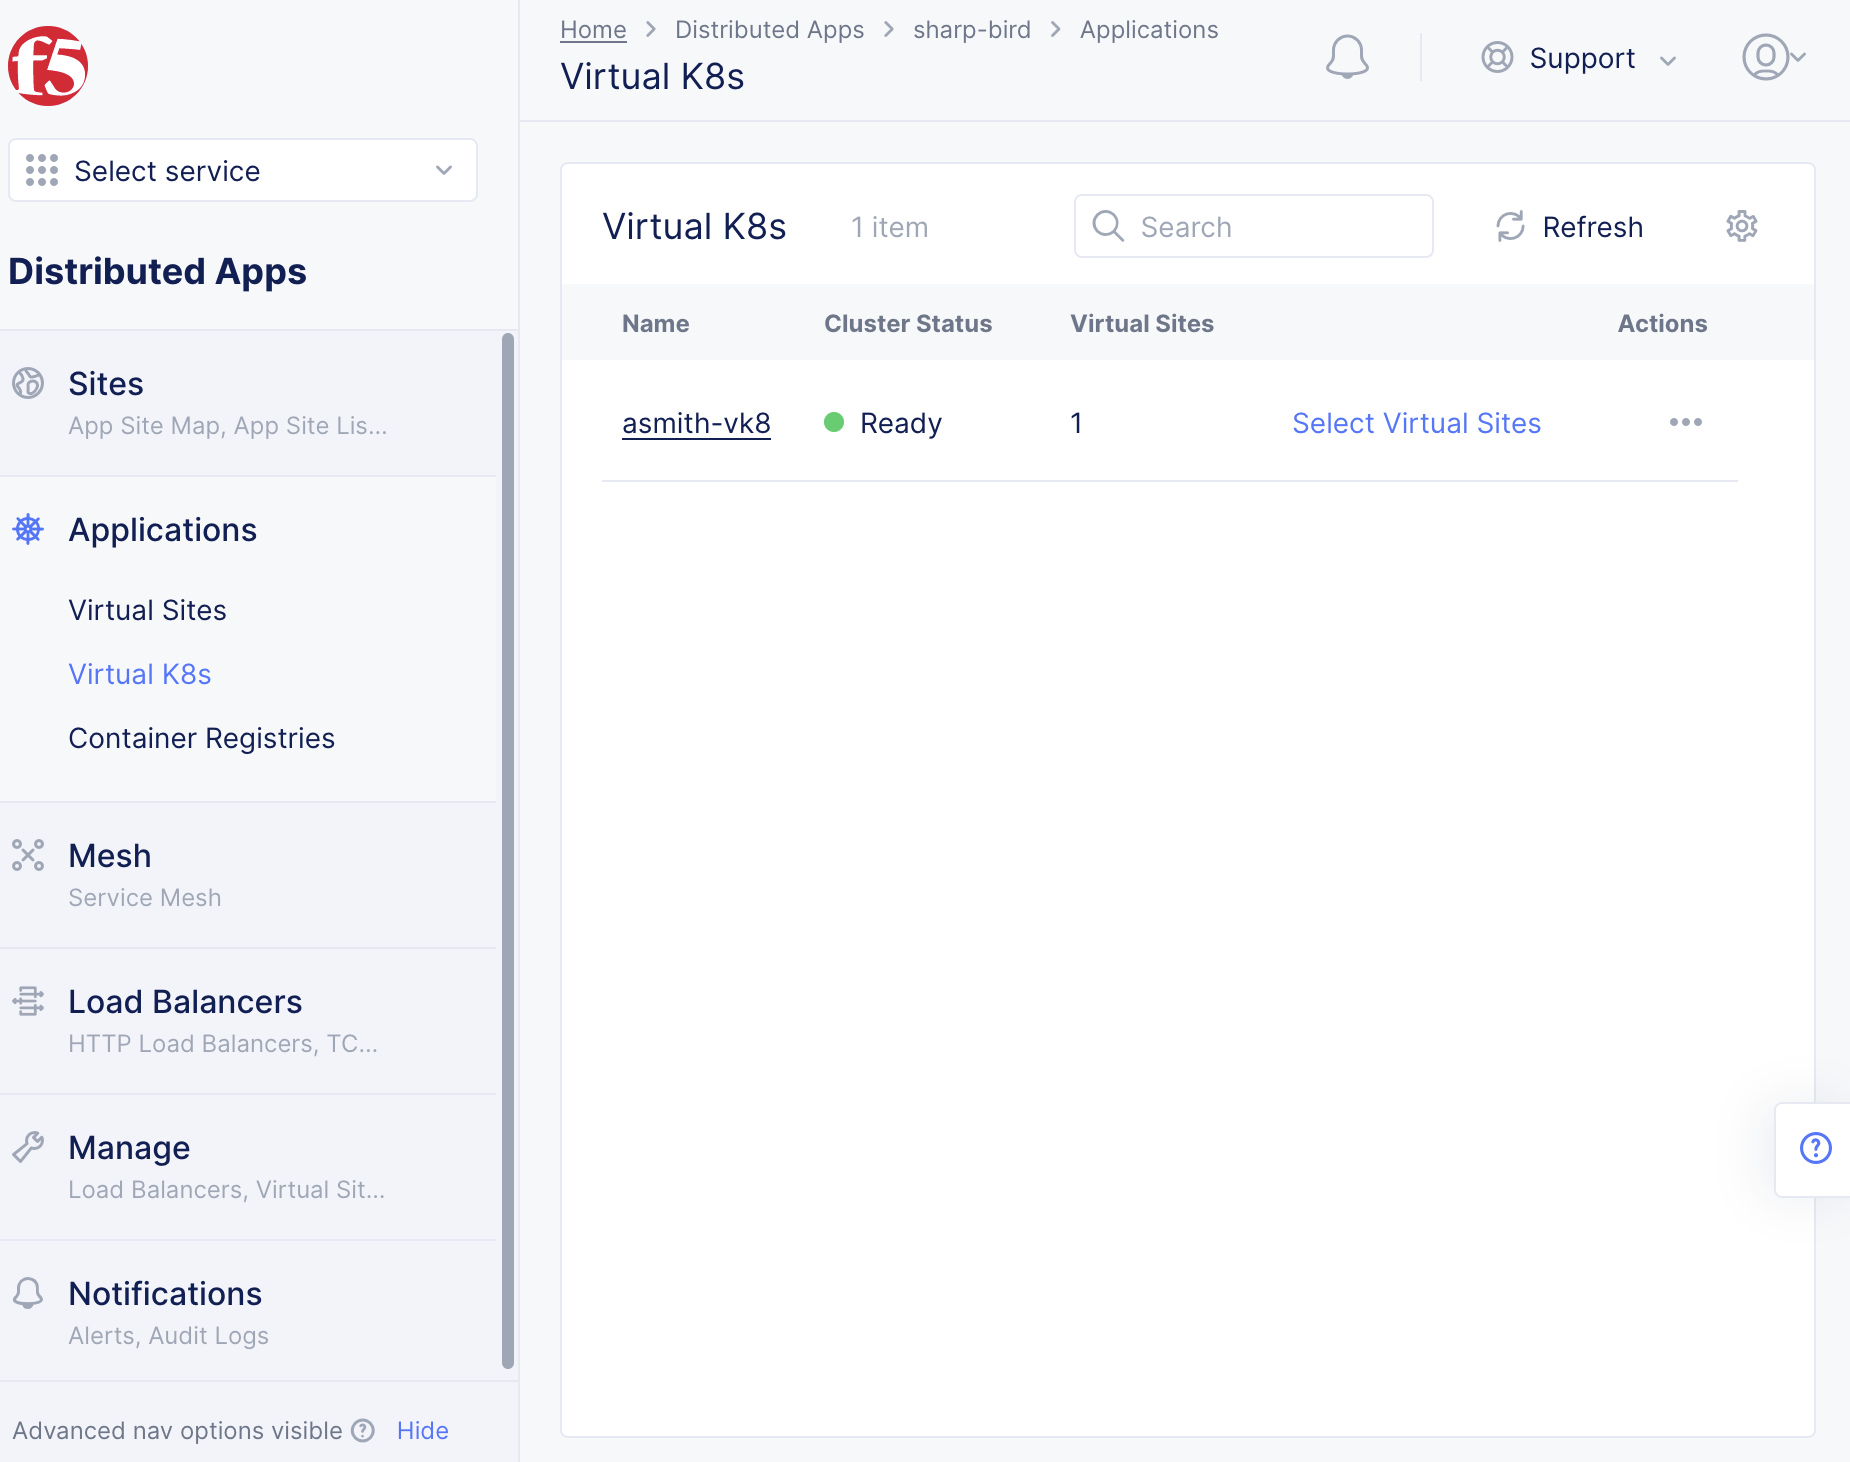 f5
Select service
Distributed Apps
Sites
App Site Map, App Site Lis...
Applications
Virtual Sites
Virtual K8s
Container Registries
Mesh
Service Mesh
Load Balancers
HTTP Load Balancers, TC...
Manage
Load Balancers, Virtual Sit...
Notifications
Alerts, Audit Logs
Advanced nav options visible ? Hide
Home > Distributed Apps > sharp-bird > Applications
Virtual K8s
Support
Virtual K8s 1 item Search Refresh
Name Cluster Status Virtual Sites Actions
asmith-vk8 Ready 1 Select Virtual Sites •••
?